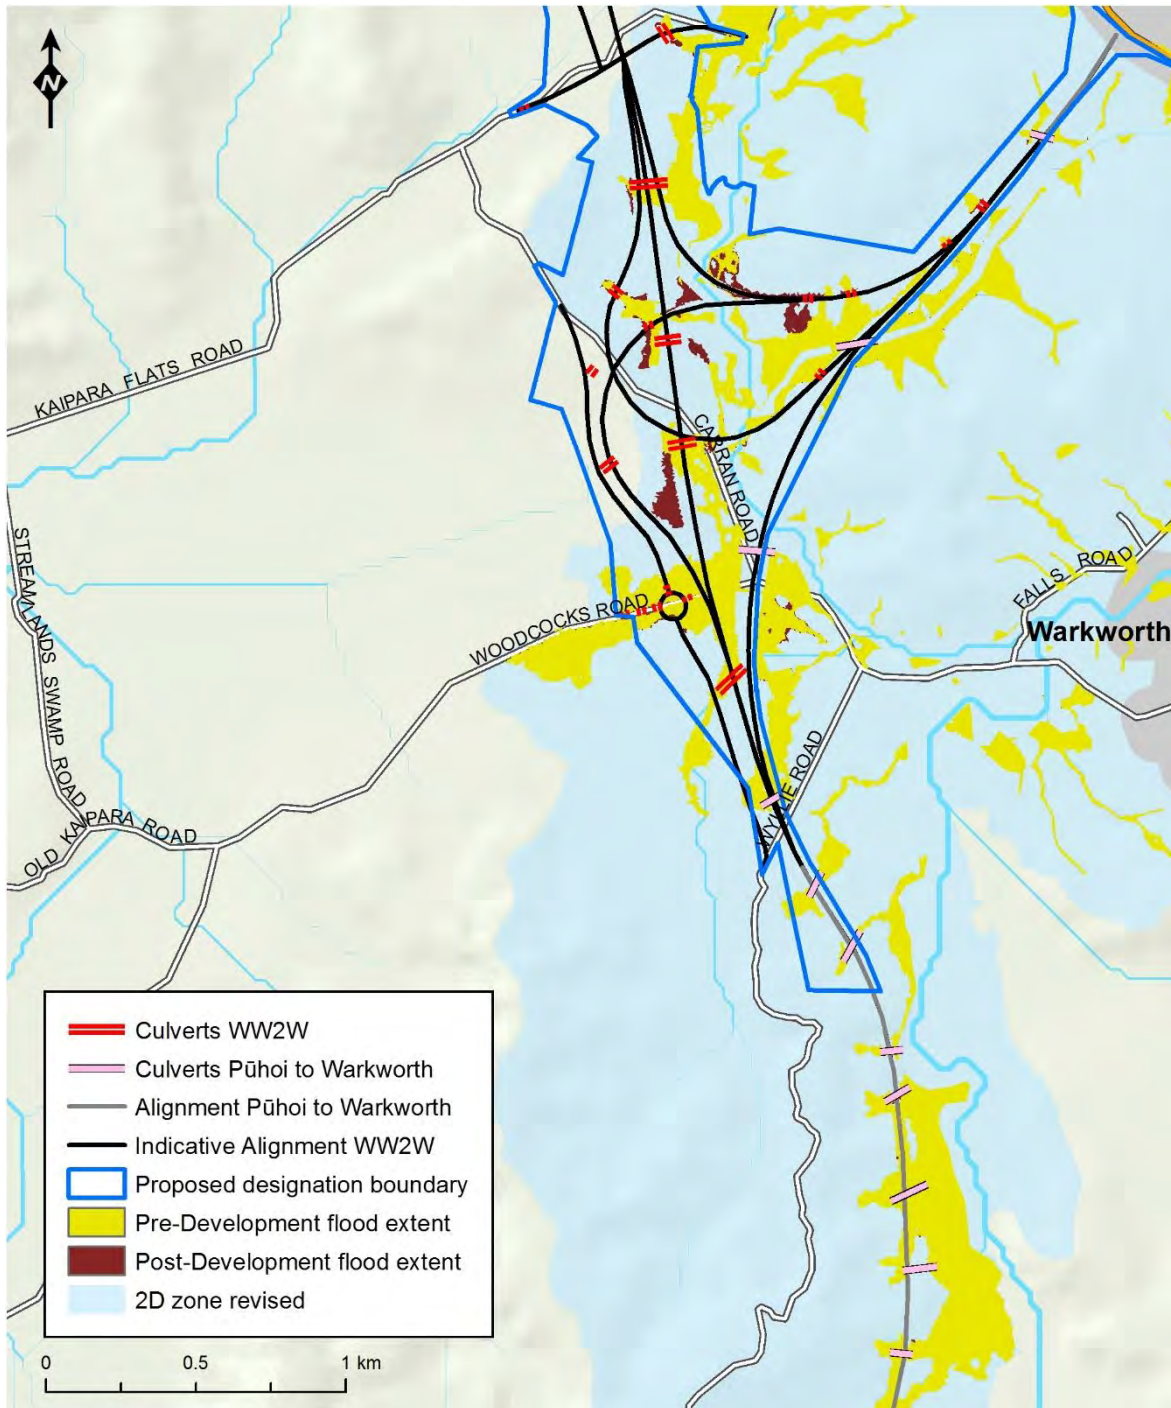 N
KAIPARA FLATS ROAD
CARRAN ROAD
STREAMLANDS SWAMP ROAD
FALLS ROAD
WOODCOCKS ROAD
Warkworth
WYLLIE ROAD
OLD KAIPARA ROAD
Culverts WW2W
Culverts Pūhoi to Warkworth
Alignment Pūhoi to Warkworth
Indicative Alignment WW2W
Proposed designation boundary
Pre-Development flood extent
Post-Development flood extent
2D zone revised
0 0.5 1 km